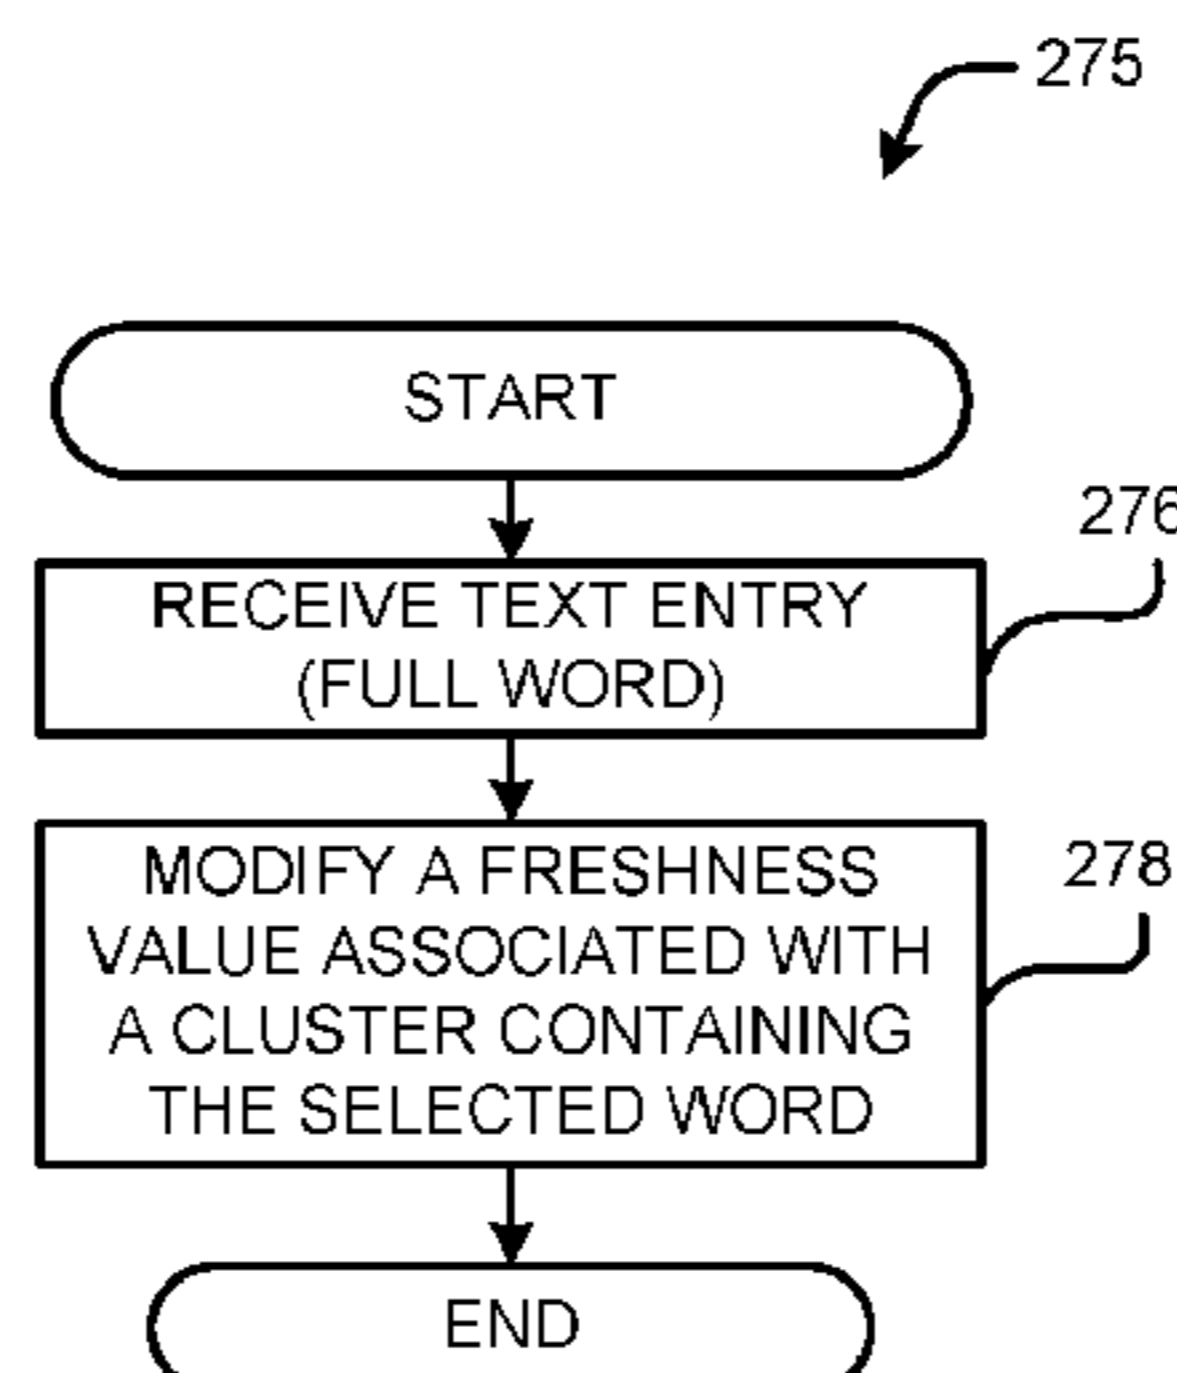 275
START
276
RECEIVE TEXT ENTRY
(FULL WORD)
278
MODIFY A FRESHNESS
VALUE ASSOCIATED WITH
A CLUSTER CONTAINING
THE SELECTED WORD
END